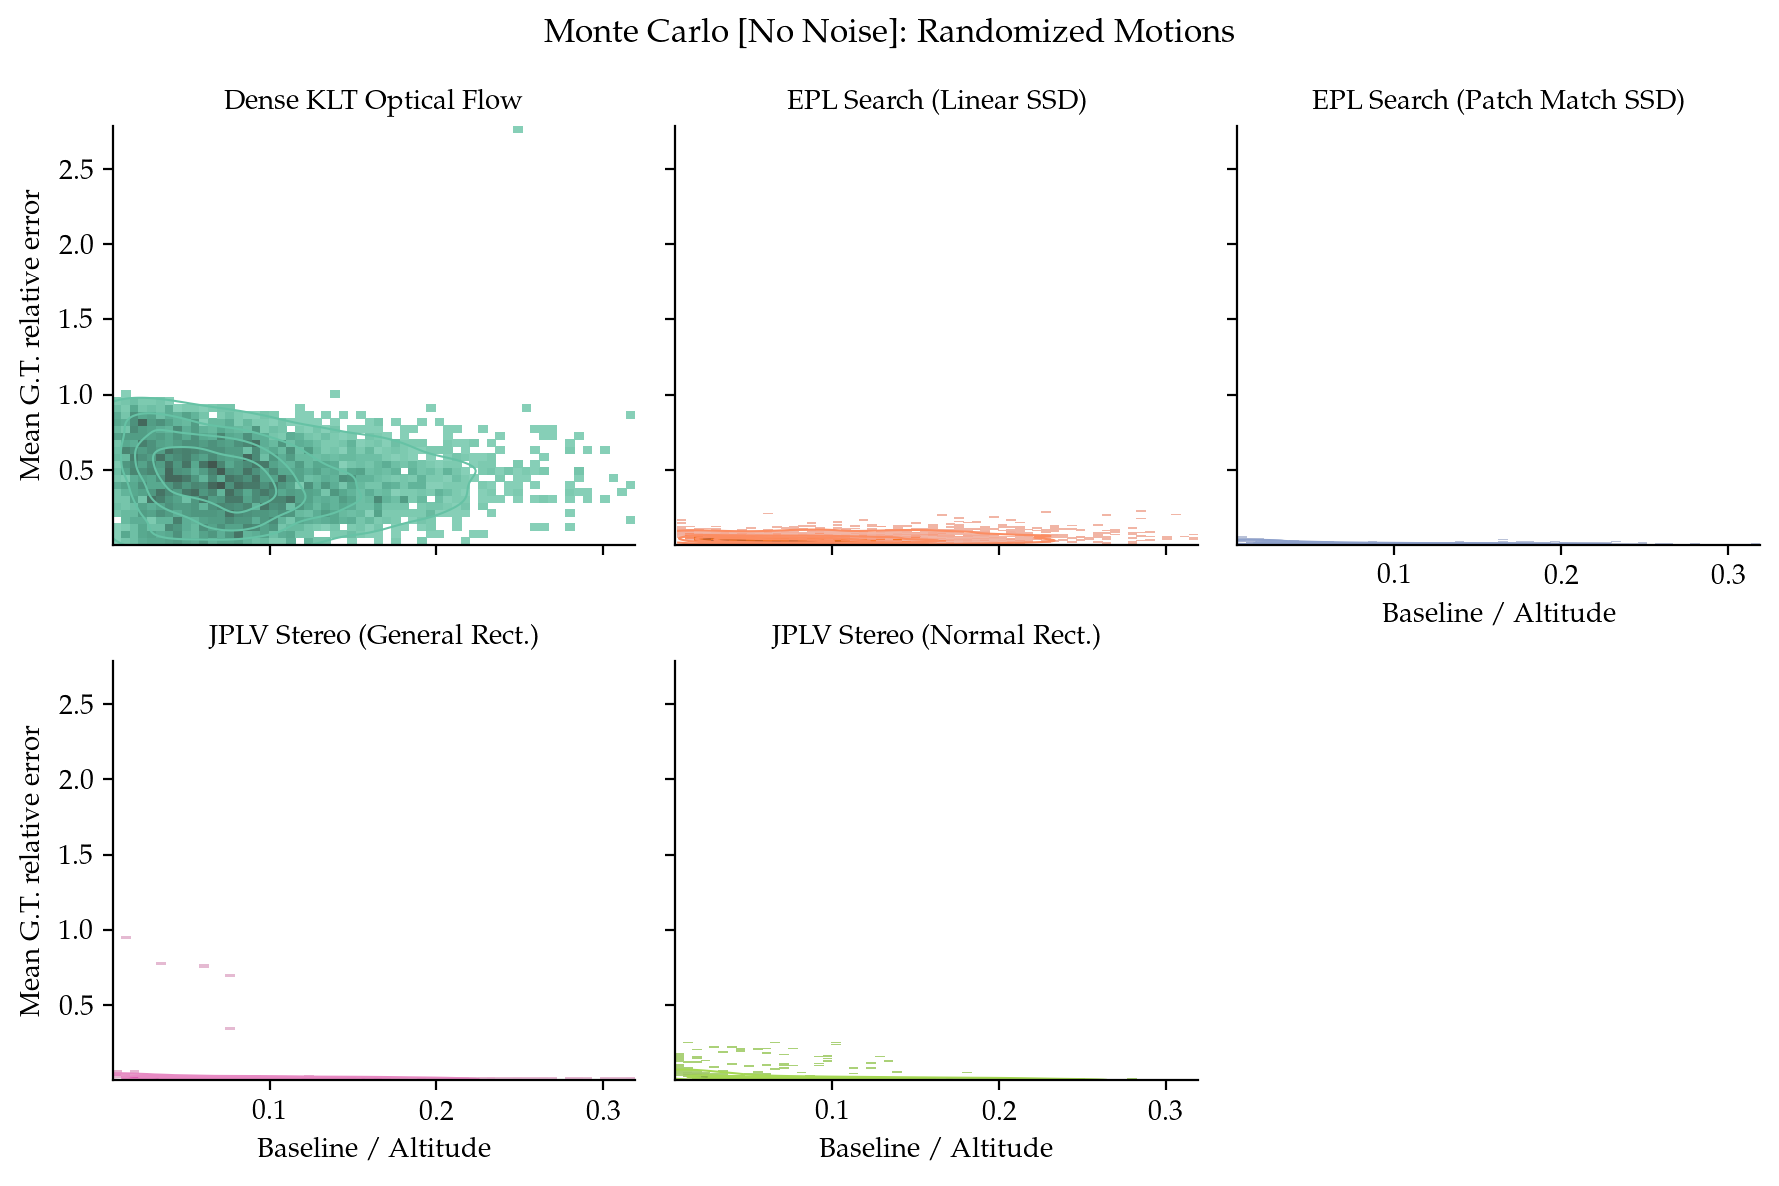 Monte Carlo [No Noise]: Randomized Motions
Dense KLT Optical Flow
EPL Search (Linear SSD)
EPL Search (Patch Match SSD)
Mean G.T. relative error
2.5
2.0
1.5
1.0
0.5
0.1
0.2
0.3
Baseline / Altitude
JPLV Stereo (General Rect.)
JPLV Stereo (Normal Rect.)
Mean G.T. relative error
2.5
2.0
1.5
1.0
0.5
0.1
0.2
0.3
0.1
0.2
0.3
Baseline / Altitude
Baseline / Altitude